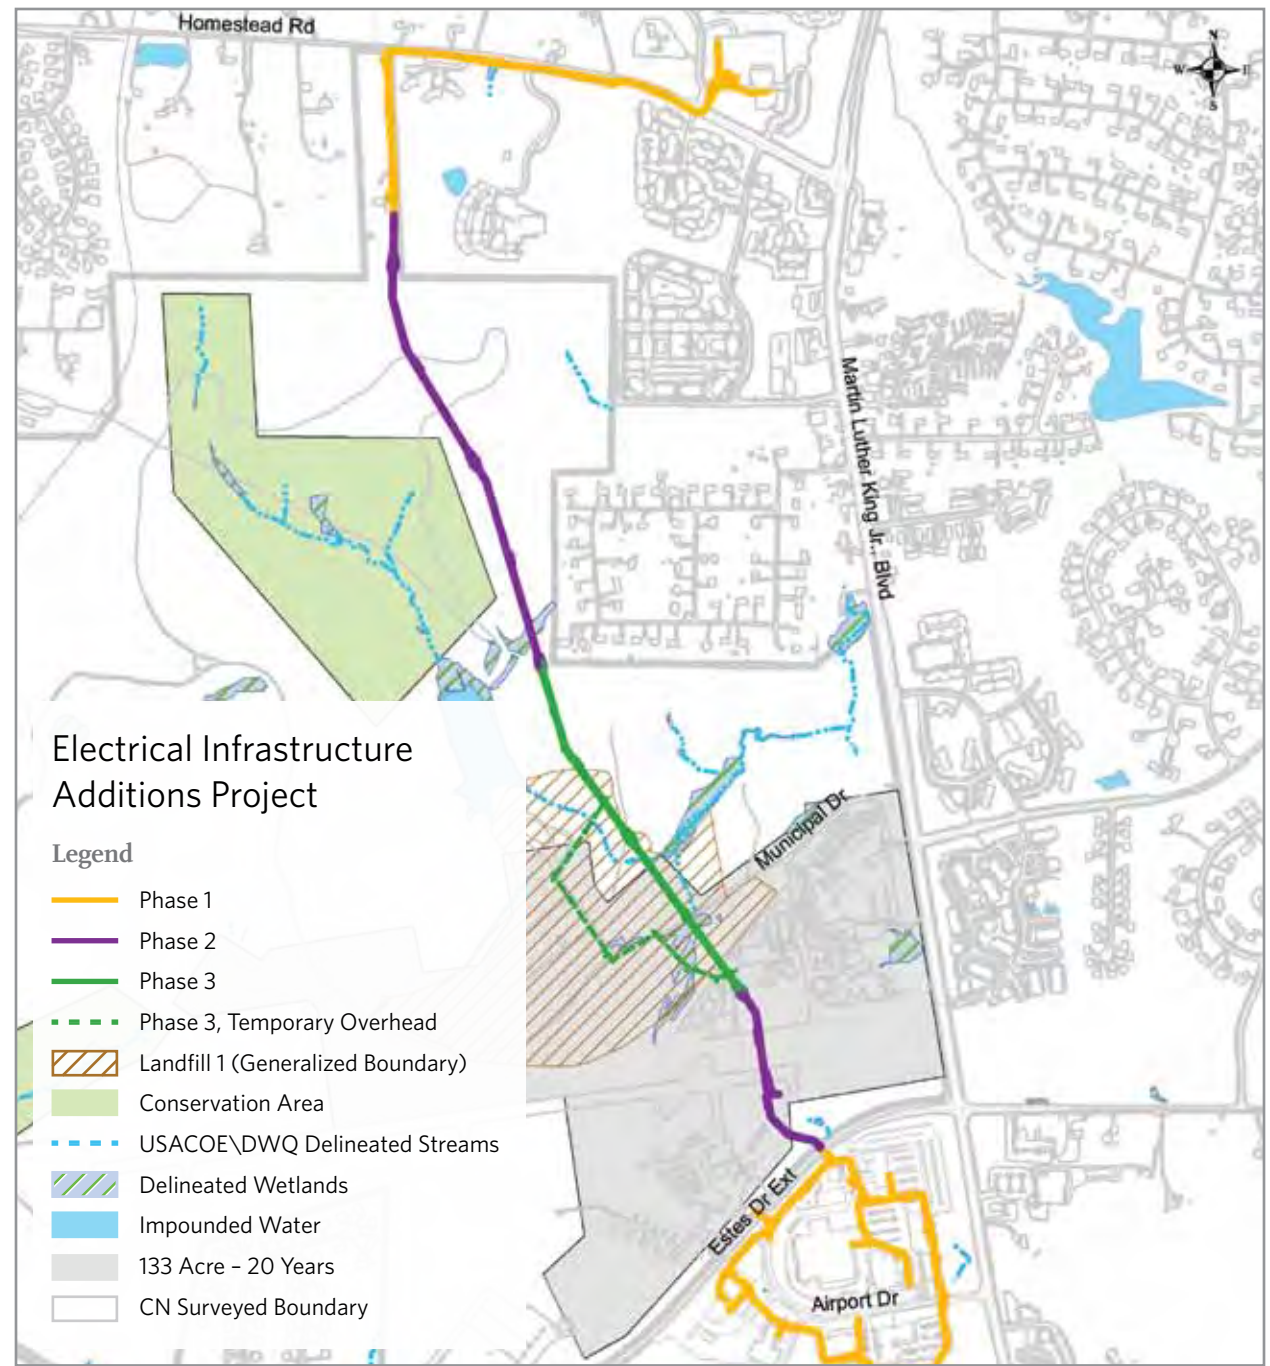 Homestead Rd
N
W E
S
Martin Luther King Jr., Blvd
Municipal Dr
Estes Dr Ext
Airport Dr
Electrical Infrastructure
Additions Project
Legend
Phase 1
Phase 2
Phase 3
Phase 3, Temporary Overhead
Landfill 1 (Generalized Boundary)
Conservation Area
USACOE\DWQ Delineated Streams
Delineated Wetlands
Impounded Water
133 Acre – 20 Years
CN Surveyed Boundary